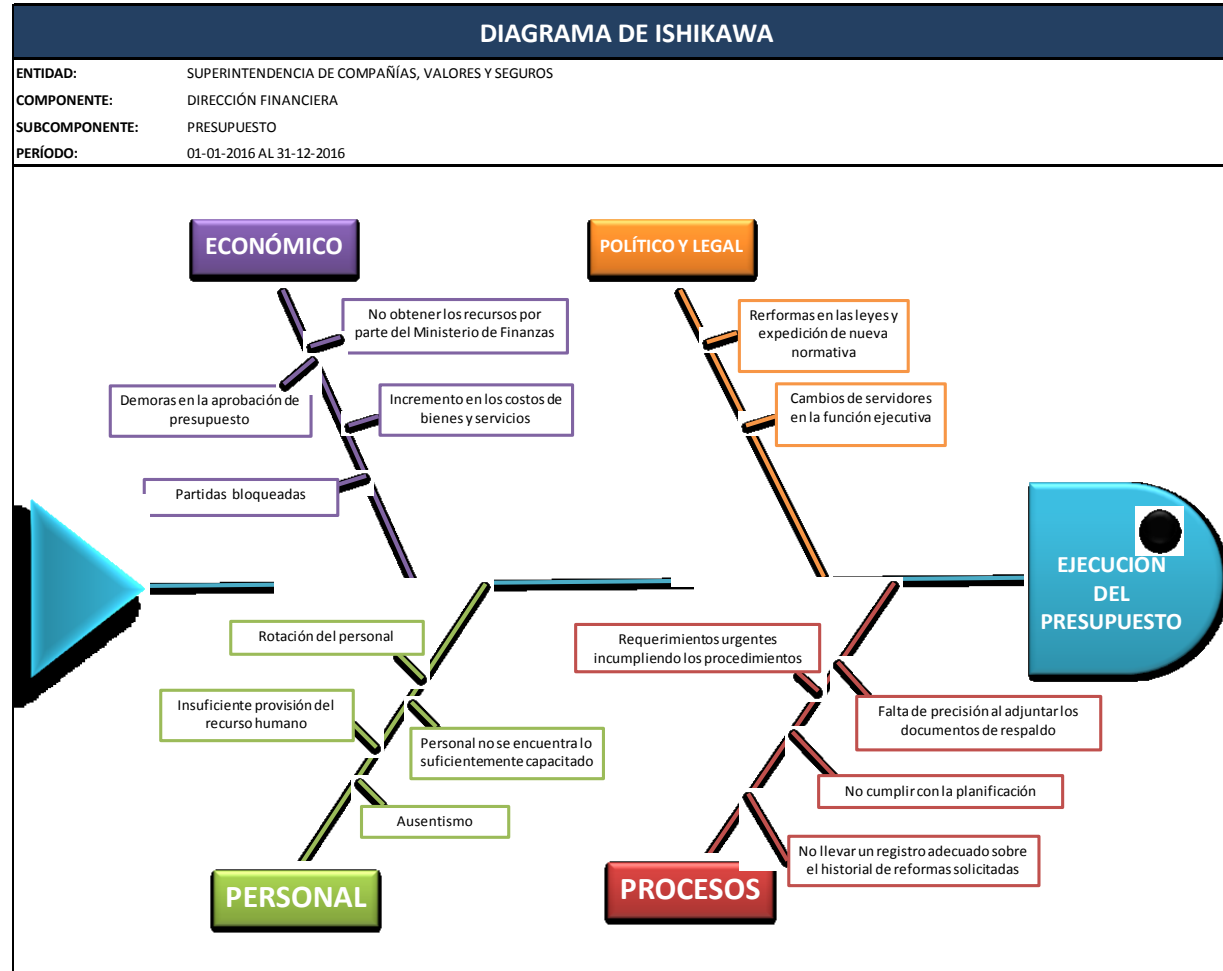 DIAGRAMA DE ISHIKAWA
ENTIDAD: SUPERINTENDENCIA DE COMPAÑÍAS, VALORES Y SEGUROS
COMPONENTE: DIRECCIÓN FINANCIERA
SUBCOMPONENTE: PRESUPUESTO
PERÍODO: 01-01-2016 AL 31-12-2016
ECONÓMICO
No obtener los recursos por
parte del Ministerio de Finanzas
Demoras en la aprobación de
presupuesto
Incremento en los costos de
bienes y servicios
Partidas bloqueadas
POLÍTICO Y LEGAL
Rerformas en las leyes y
expedición de nueva
normativa
Cambios de servidores
en la función ejecutiva
EJECUCIÓN
DEL
PRESUPUESTO
Rotación del personal
Insuficiente provisión del
recurso humano
Personal no se encuentra lo
suficientemente capacitado
Ausentismo
PERSONAL
Requerimientos urgentes
incumpliendo los procedimientos
Falta de precisión al adjuntar los
documentos de respaldo
No cumplir con la planificación
No llevar un registro adecuado sobre
el historial de reformas solicitadas
PROCESOS